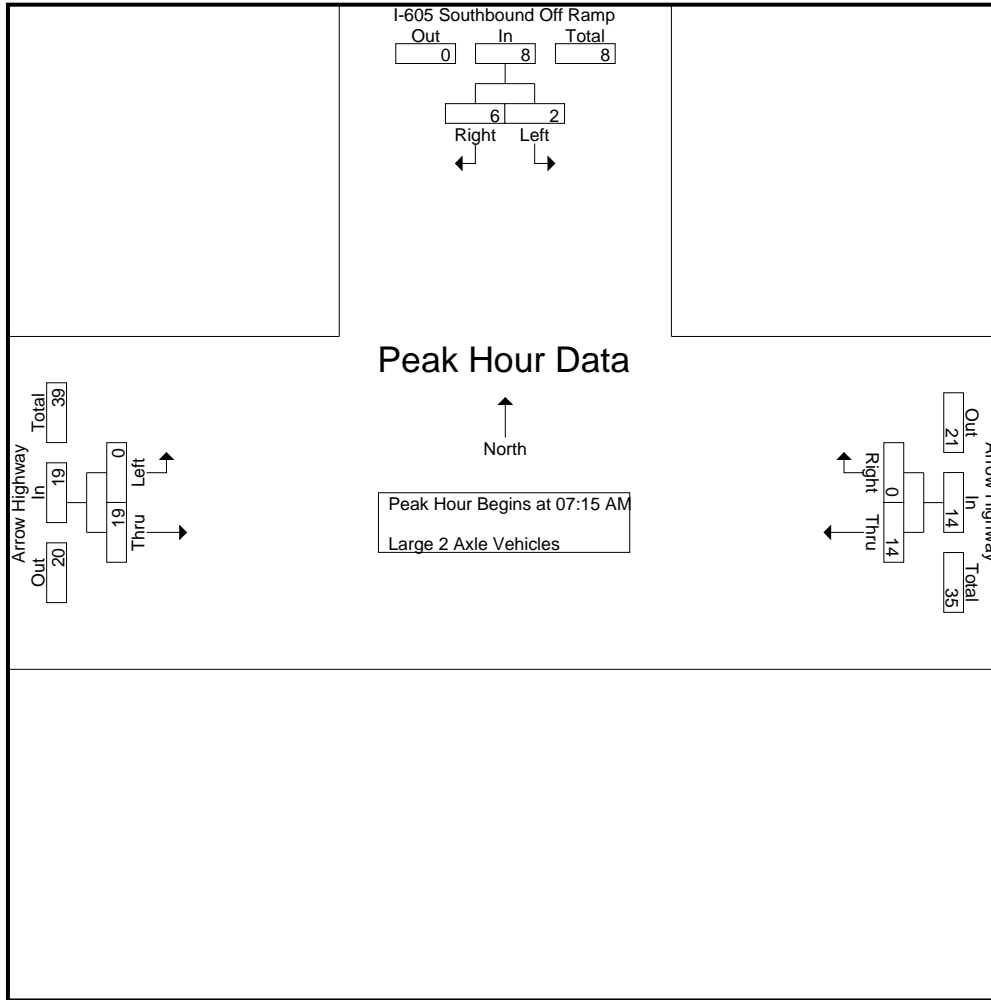 I-605 Southbound Off Ramp
Out In Total
0 8 8
6 2
Right Left
Peak Hour Data
North
Peak Hour Begins at 07:15 AM
Large 2 Axle Vehicles
Arrow Highway
Total In Out
39 19 20
0 19
Left Thru
Arrow Highway
Out In Total
21 14 35
0 14
Right Thru